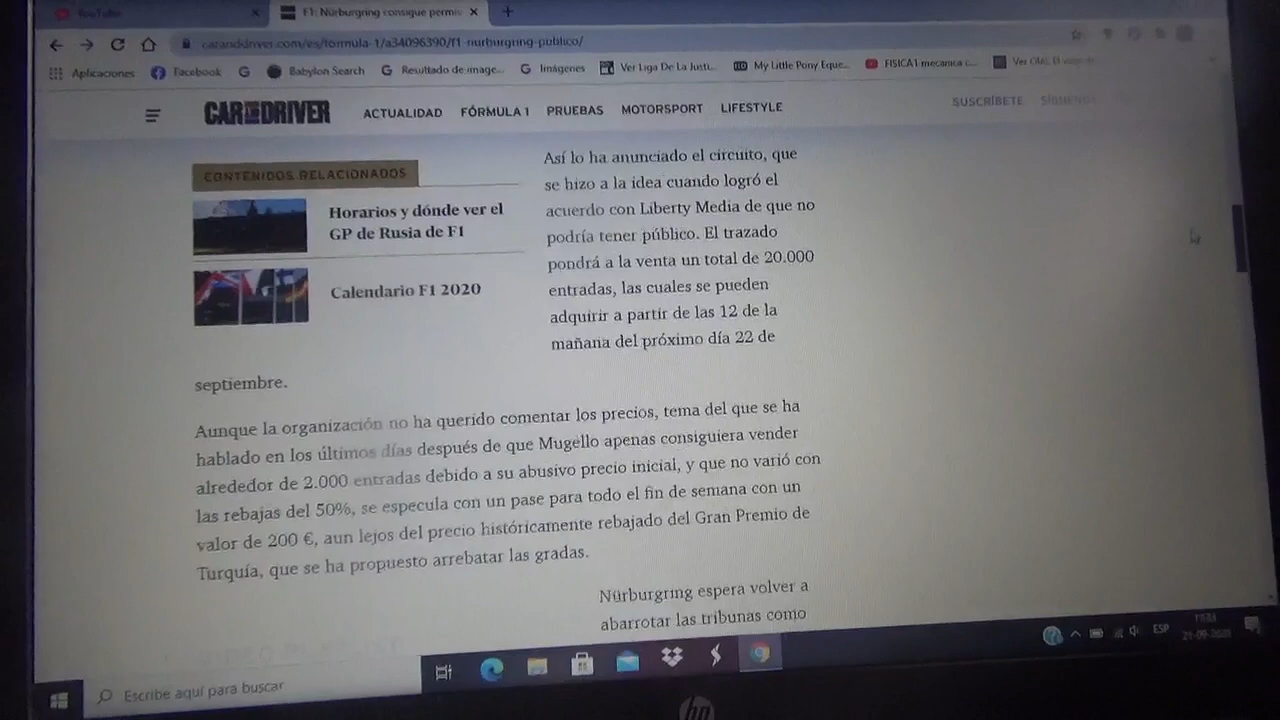 YouTube
F1: Nürburgring consigue permis
carandriver.com/es/formula-1/a34096390/f1-nurburgring-publico/
Aplicaciones Facebook Babylon Search Resultado de image... Imágenes Ver Liga De La Justi... My Little Pony Eque... FISICA1 mecanica c...
CAR AND DRIVER ACTUALIDAD FÓRMULA 1 PRUEBAS MOTORSPORT LIFESTYLE SUSCRÍBETE
CONTENIDOS RELACIONADOS
Horarios y dónde ver el
GP de Rusia de F1
Calendario F1 2020
Así lo ha anunciado el circuito, que
se hizo a la idea cuando logró el
acuerdo con Liberty Media de que no
podría tener público. El trazado
pondrá a la venta un total de 20.000
entradas, las cuales se pueden
adquirir a partir de las 12 de la
mañana del próximo día 22 de
septiembre.
Aunque la organización no ha querido comentar los precios, tema del que se ha
hablado en los últimos días después de que Mugello apenas consiguiera vender
alrededor de 2.000 entradas debido a su abusivo precio inicial, y que no varió con
las rebajas del 50%, se especula con un pase para todo el fin de semana con un
valor de 200 €, aun lejos del precio históricamente rebajado del Gran Premio de
Turquía, que se ha propuesto arrebatar las gradas.
Nürburgring espera volver a
abarrotar las tribunas como
Escribe aquí para buscar
ESP
21-09-2020
hp